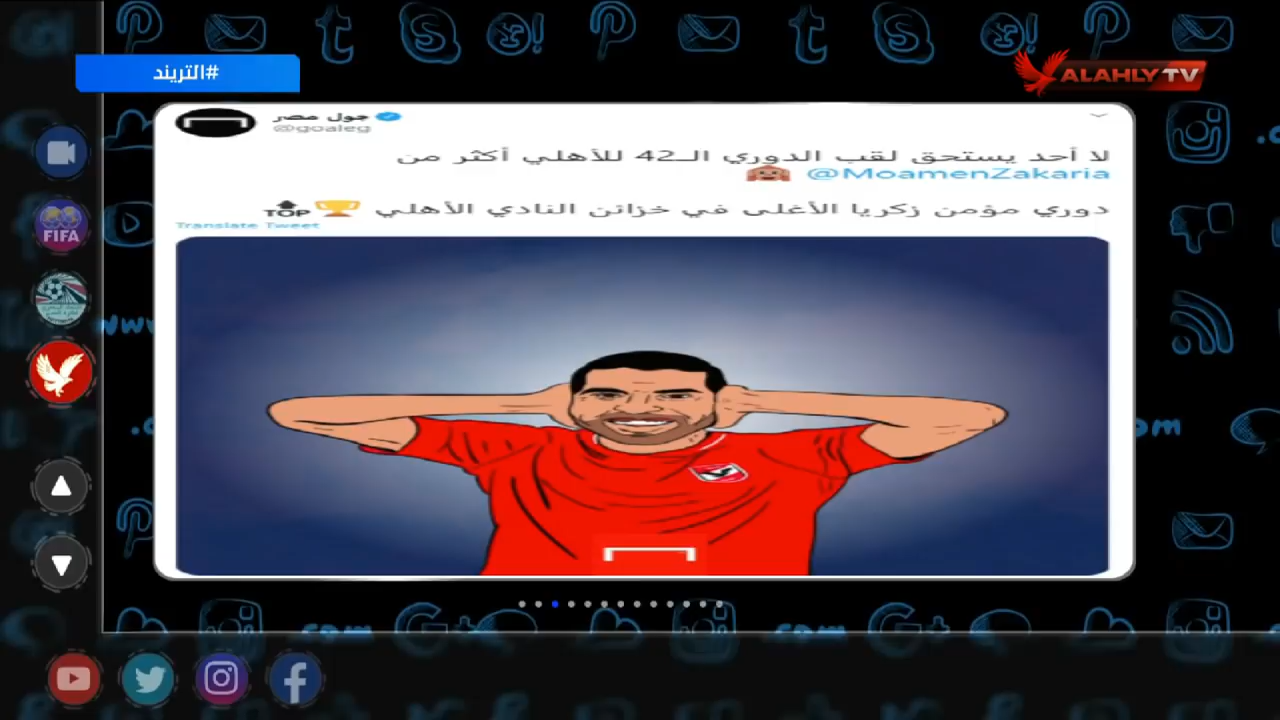 #التريند
ALAHLY TV
جول مصر
@goaleg
لا أحد يستحق لقب الدوري الـ42 للأهلي أكثر من
@MoamenZakaria
دوري مؤمن زكريا الأغلى في خزائن النادي الأهلي TOP
Translate Tweet
FIFA